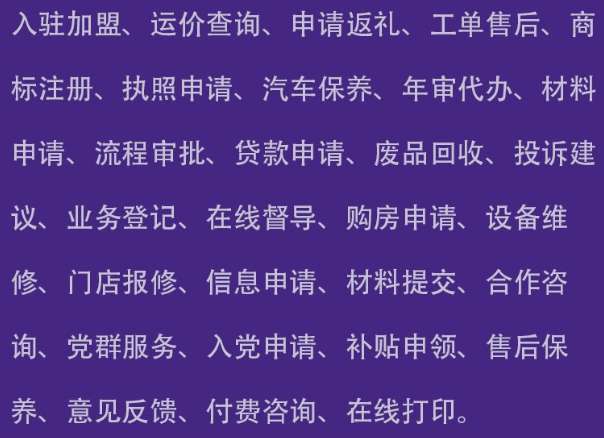 入驻加盟、运价查询、申请返礼、工单售后、商
标注册、执照申请、汽车保养、年审代办、材料
申请、流程审批、贷款申请、废品回收、投诉建
议、业务登记、在线督导、购房申请、设备维
修、门店报修、信息申请、材料提交、合作咨
询、党群服务、入党申请、补贴申领、售后保
养、意见反馈、付费咨询、在线打印。